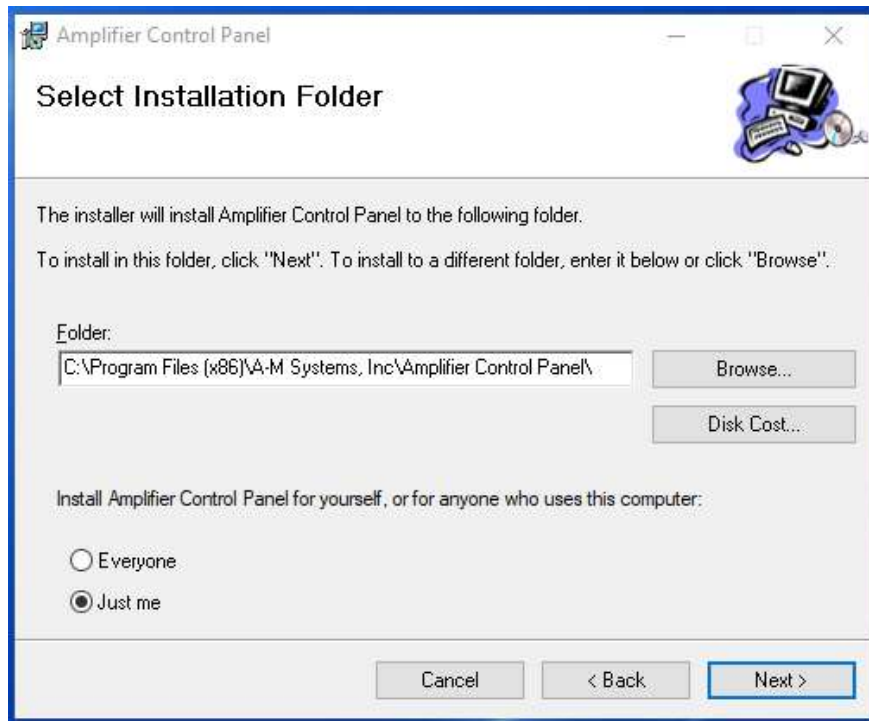 Amplifier Control Panel
Select Installation Folder
The installer will install Amplifier Control Panel to the following folder.
To install in this folder, click "Next". To install to a different folder, enter it below or click "Browse".
Folder:
C:\Program Files (x86)\A-M Systems, Inc\Amplifier Control Panel\
Browse...
Disk Cost...
Install Amplifier Control Panel for yourself, or for anyone who uses this computer:
Everyone
Just me
Cancel
< Back
Next >